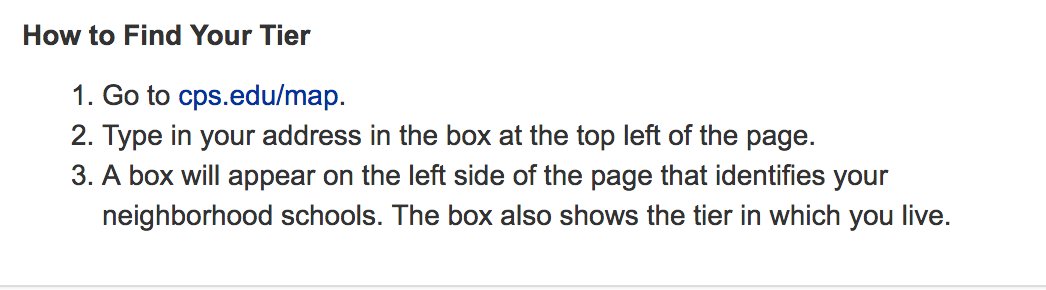 How to Find Your Tier
1. Go to cps.edu/map.
2. Type in your address in the box at the top left of the page.
3. A box will appear on the left side of the page that identifies your
neighborhood schools. The box also shows the tier in which you live.